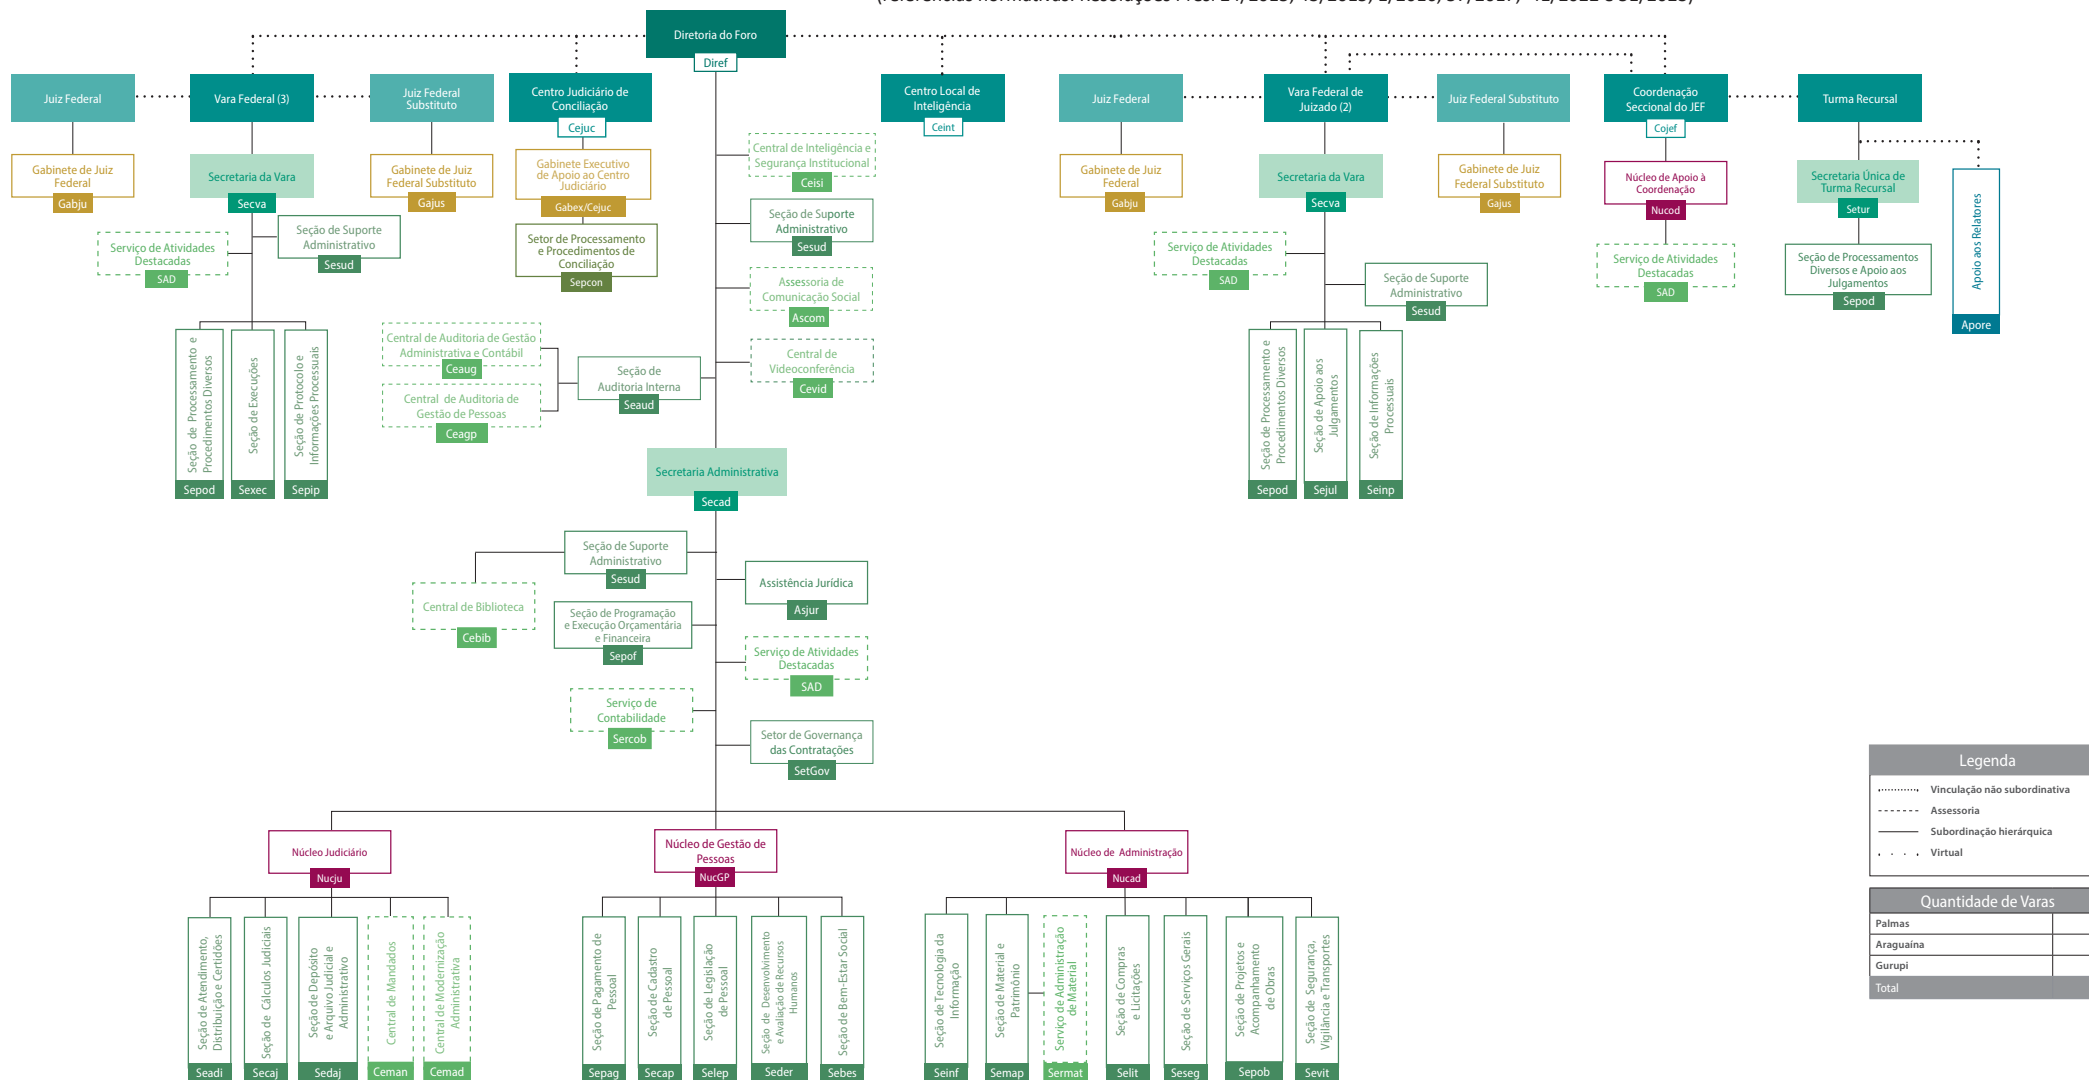 Diretoria do Foro
Diref
Juiz Federal
Vara Federal (3)
Juiz Federal
Substituto
Centro Judiciário de
Conciliação
Cejuc
Centro Local de
Inteligência
Ceint
Juiz Federal
Vara Federal de
Juizado (2)
Juiz Federal Substituto
Coordenação
Seccional do JEF
Cojef
Turma Recursal
Gabinete de Juiz
Federal
Gabju
Secretaria da Vara
Secva
Gabinete de Juiz
Federal Substituto
Gajus
Gabinete Executivo
de Apoio ao Centro
Judiciário
Gabex/Cejuc
Setor de Processamento
e Procedimentos de
Conciliação
Sepcon
Seção de Suporte
Administrativo
Sesud
Serviço de Atividades
Destacadas
SAD
Seção de Processamento e
Procedimentos Diversos
Sepod
Seção de Execuções
Sexec
Seção de Protocolo e
Informações Processuais
Sepip
Central de Inteligência e
Segurança Institucional
Ceisi
Seção de Suporte
Administrativo
Sesud
Assessoria de
Comunicação Social
Ascom
Central de
Videoconferência
Cevid
Central de Auditoria de Gestão
Administrativa e Contábil
Ceaug
Central de Auditoria de
Gestão de Pessoas
Ceagp
Seção de
Auditoria Interna
Seaud
Gabinete de Juiz
Federal
Gabju
Secretaria da Vara
Secva
Gabinete de Juiz
Federal Substituto
Gajus
Serviço de Atividades
Destacadas
SAD
Seção de Suporte
Administrativo
Sesud
Seção de Processamento e
Procedimentos Diversos
Sepod
Seção de Apoio aos
Julgamentos
Sejul
Seção de Informações
Processuais
Seinp
Núcleo de Apoio à
Coordenação
Nucod
Serviço de Atividades
Destacadas
SAD
Secretaria Única de
Turma Recursal
Setur
Seção de Processamentos
Diversos e Apoio aos
Julgamentos
Sepod
Apoio aos Relatores
Apore
Secretaria Administrativa
Secad
Seção de Suporte
Administrativo
Sesud
Central de Biblioteca
Cebib
Assistência Jurídica
Asjur
Seção de Programação
e Execução Orçamentária
e Financeira
Sepof
Serviço de Atividades
Destacadas
SAD
Serviço de
Contabilidade
Sercob
Setor de Governança
das Contratações
SetGov
Núcleo Judiciário
Nucju
Núcleo de Gestão de
Pessoas
NucGP
Núcleo de Administração
Nucad
Seção de Atendimento,
Distribuição e Certidões
Seadi
Seção de Cálculos Judiciais
Secaj
Seção de Depósito
e Arquivo Judicial e
Administrativo
Sedaj
Central de Mandados
Ceman
Central de Modernização
Administrativa
Cemad
Seção de Pagamento de
Pessoal
Sepag
Seção de Cadastro
de Pessoal
Secap
Seção de Legislação
de Pessoal
Selep
Seção de Desenvolvimento
e Avaliação de Recursos
Humanos
Seder
Seção de Bem-Estar Social
Sebes
Seção de Tecnologia da
Informação
Seinf
Seção de Material e
Patrimônio
Semap
Serviço de Administração
de Material
Sermat
Seção de Compras
e Licitações
Selit
Seção de Serviços Gerais
Seseg
Seção de Projetos e
Acompanhamento
de Obras
Sepob
Seção de Segurança,
Vigilância e Transportes
Sevit
Legenda
Vinculação não subordinativa
Assessoria
Subordinação hierárquica
Virtual
Quantidade de Varas
Palmas
Araguaína
Gurupi
Total